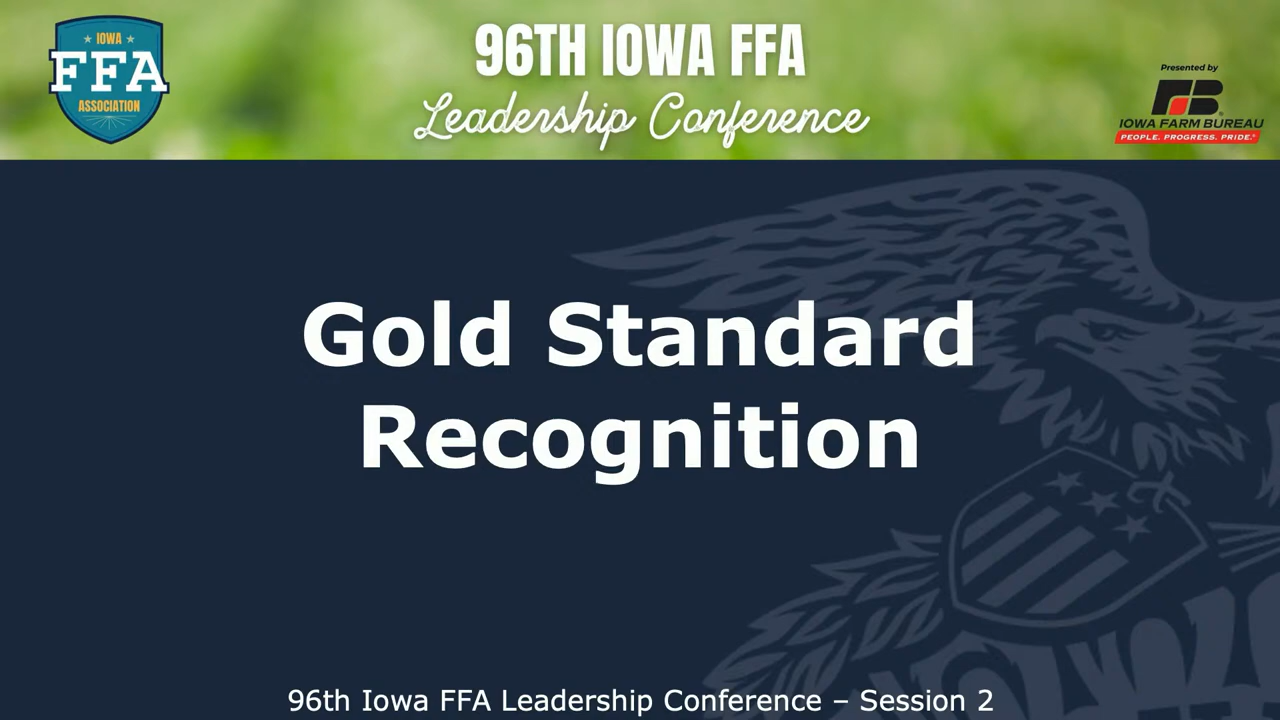 ★ IOWA ★
FFA
ASSOCIATION
96TH IOWA FFA
Leadership Conference
Presented by
FB
IOWA FARM BUREAU
PEOPLE. PROGRESS. PRIDE.®
Gold Standard
Recognition
96th Iowa FFA Leadership Conference – Session 2